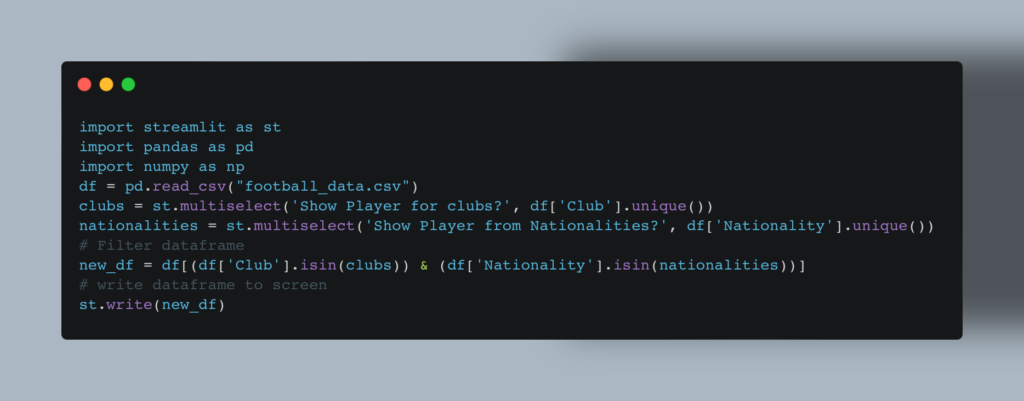 import streamlit as st
import pandas as pd
import numpy as np
df = pd.read_csv("football_data.csv")
clubs = st.multiselect('Show Player for clubs?', df['Club'].unique())
nationalities = st.multiselect('Show Player from Nationalities?', df['Nationality'].unique())
# Filter dataframe
new_df = df[(df['Club'].isin(clubs)) & (df['Nationality'].isin(nationalities))]
# write dataframe to screen
st.write(new_df)